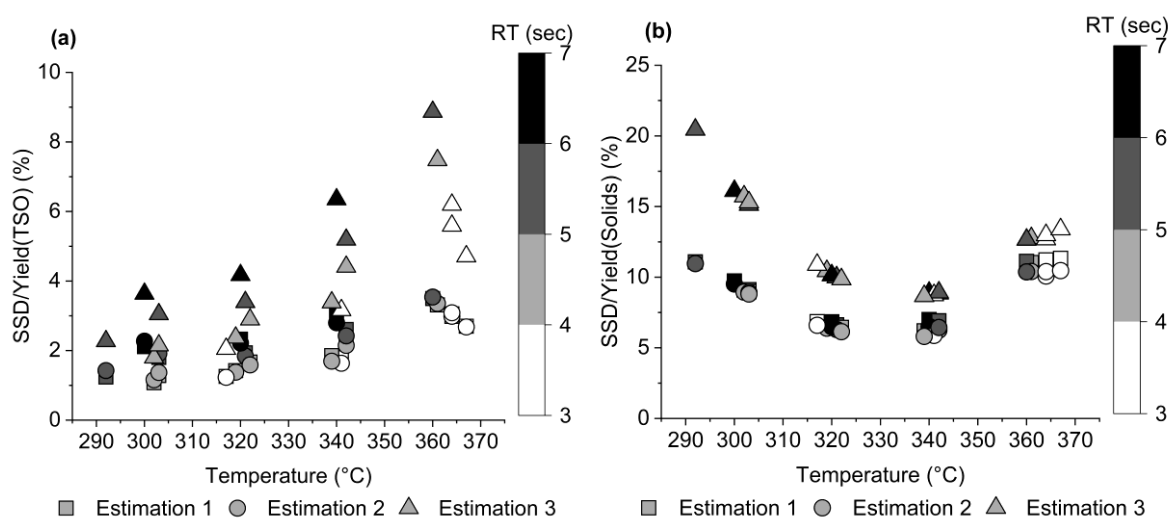 (a)
RT (sec)
SSD/Yield(TSO) (%)
10
8
6
4
2
0
290 300 310 320 330 340 350 360 370
Temperature (°C)
7
6
5
4
3
Estimation 1 Estimation 2 Estimation 3
(b)
RT (sec)
SSD/Yield(Solids) (%)
25
20
15
10
5
0
290 300 310 320 330 340 350 360 370
Temperature (°C)
7
6
5
4
3
Estimation 1 Estimation 2 Estimation 3